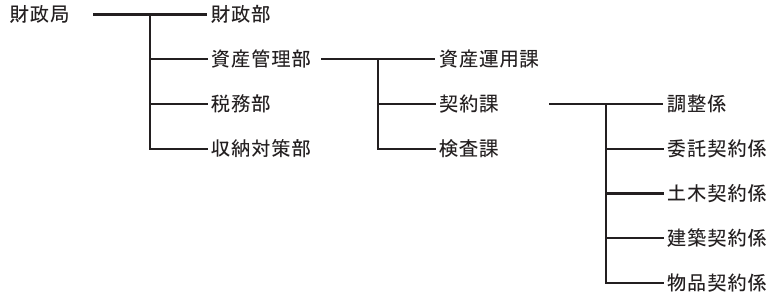 財政局
財政部
資産管理部
税務部
収納対策部
資産運用課
契約課
検査課
調整係
委託契約係
土木契約係
建築契約係
物品契約係